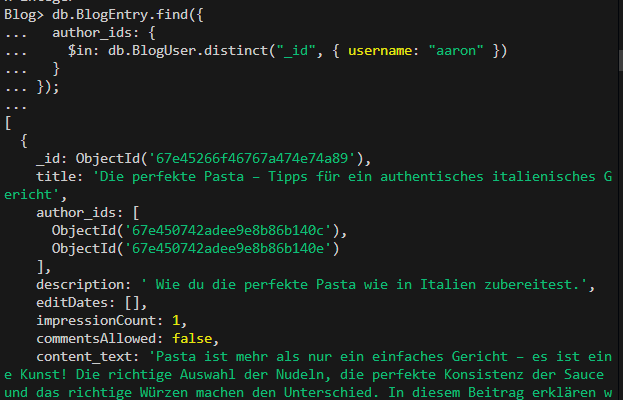 Blog> db.BlogEntry.find({
...   author_ids: {
...     $in: db.BlogUser.distinct("_id", { username: "aaron" })
...   }
... });
...
[
  {
    _id: ObjectId('67e45266f46767a474e74a89'),
    title: 'Die perfekte Pasta – Tipps für ein authentisches italienisches G
ericht',
    author_ids: [
      ObjectId('67e450742adee9e8b86b140c'),
      ObjectId('67e450742adee9e8b86b140e')
    ],
    description: ' Wie du die perfekte Pasta wie in Italien zubereitest.',
    editDates: [],
    impressionCount: 1,
    commentsAllowed: false,
    content_text: 'Pasta ist mehr als nur ein einfaches Gericht – es ist ein
e Kunst! Die richtige Auswahl der Nudeln, die perfekte Konsistenz der Sauce
und das richtige Würzen machen den Unterschied. In diesem Beitrag erklären w